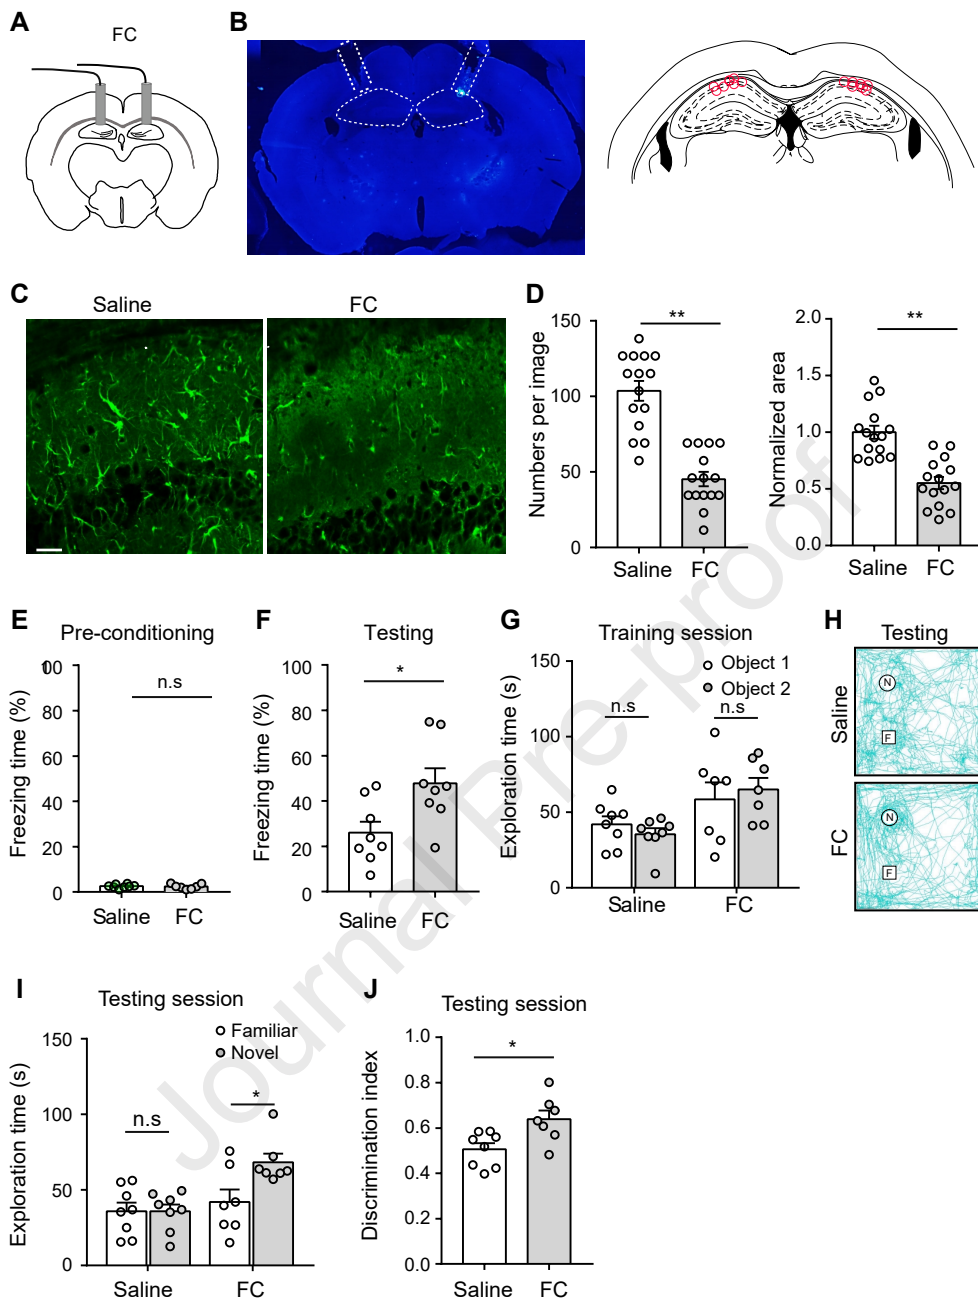 A
FC
B
C
Saline
FC
D
Numbers per image
150
100
50
0
**
Saline
FC
Normalized area
2.0
1.5
1.0
0.5
0.0
**
Saline
FC
E
Pre-conditioning
Freezing time (%)
100
80
60
40
20
0
n.s
Saline
FC
F
Testing
Freezing time (%)
100
80
60
40
20
0
*
Saline
FC
G
Training session
Exploration time (s)
150
100
50
0
Object 1
Object 2
n.s
n.s
Saline
FC
H
Testing
Saline
N
F
FC
N
F
I
Testing session
Exploration time (s)
150
100
50
0
Familiar
Novel
n.s
*
Saline
FC
J
Testing session
Discrimination index
1.0
0.8
0.6
0.4
0.2
0.0
*
Saline
FC
Journal Pre-proof